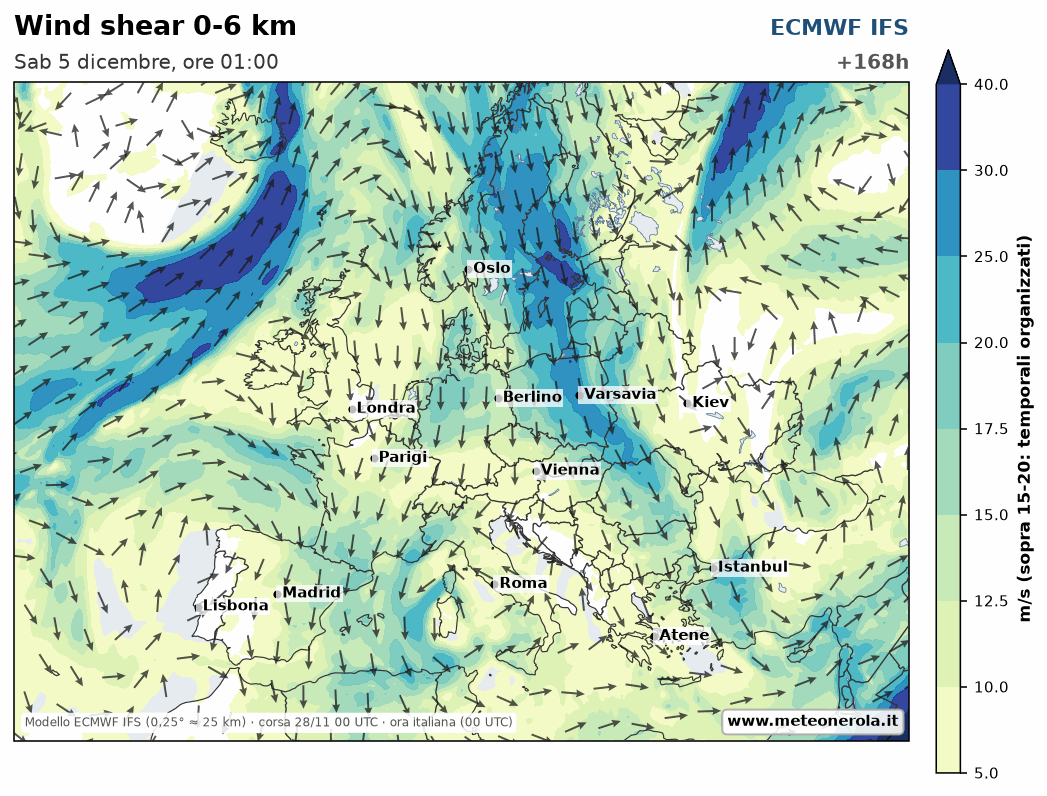 Wind shear 0-6 km
ECMWF IFS
Sab 5 dicembre, ore 01:00
+168h
40.0
30.0
25.0
20.0
17.5
15.0
12.5
10.0
5.0
m/s (sopra 15-20: temporali organizzati)
Oslo
Berlino
Varsavia
Kiev
Londra
Parigi
Vienna
Istanbul
Roma
Madrid
Lisbona
Atene
Modello ECMWF IFS (0,25° ≈ 25 km) · corsa 28/11 00 UTC · ora italiana (00 UTC)
www.meteonerola.it